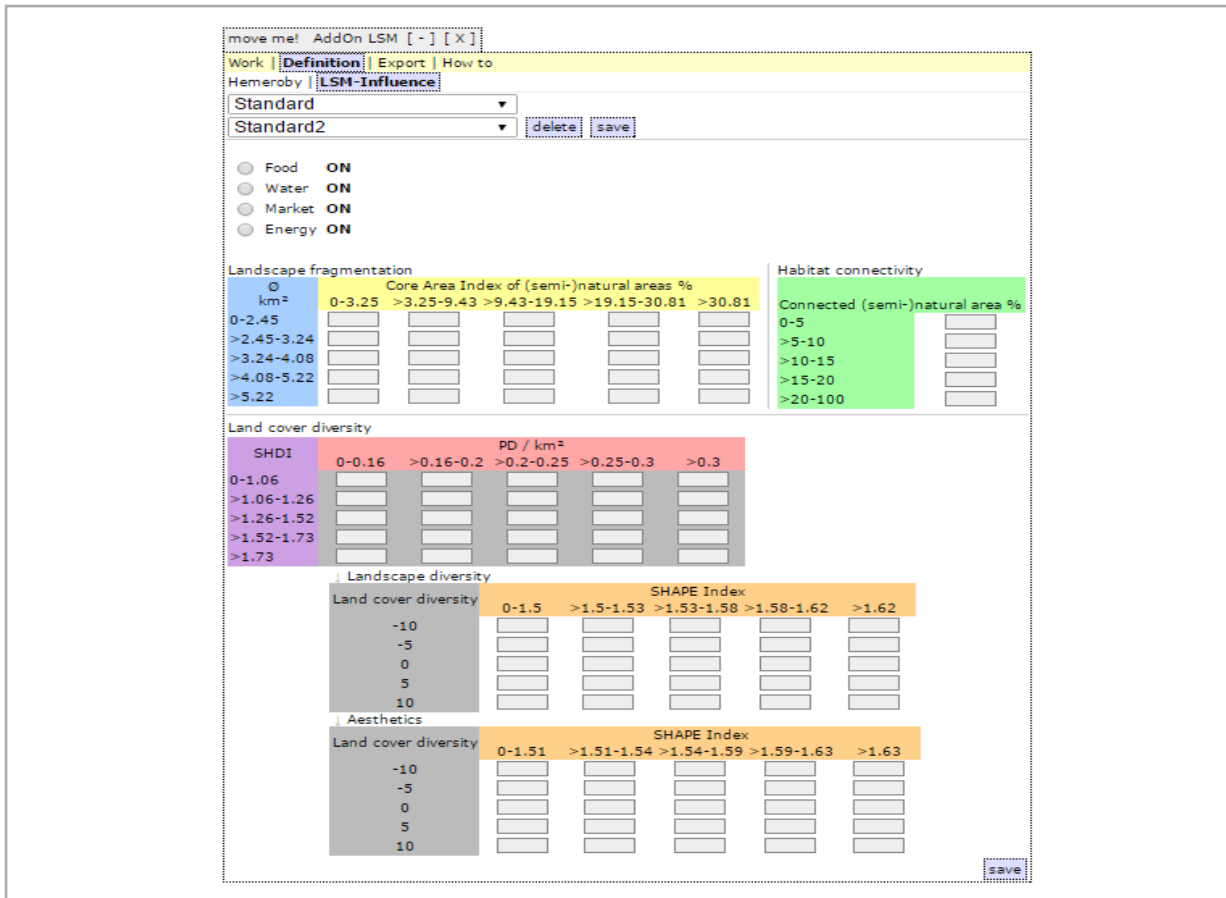 move me! AddOn LSM [ - ] [ X ]
Work | Definition | Export | How to
Hemeroby | LSM-Influence
Standard
Standard2 delete save
Food ON
Water ON
Market ON
Energy ON
Landscape fragmentation
Ø km² Core Area Index of (semi-)natural areas %
0-3.25 >3.25-9.43 >9.43-19.15 >19.15-30.81 >30.81
0-2.45
>2.45-3.24
>3.24-4.08
>4.08-5.22
>5.22
Habitat connectivity
Connected (semi-)natural area %
0-5
>5-10
>10-15
>15-20
>20-100
Land cover diversity
SHDI PD / km²
0-0.16 >0.16-0.2 >0.2-0.25 >0.25-0.3 >0.3
0-1.06
>1.06-1.26
>1.26-1.52
>1.52-1.73
>1.73
↓ Landscape diversity
Land cover diversity SHAPE Index
0-1.5 >1.5-1.53 >1.53-1.58 >1.58-1.62 >1.62
-10
-5
0
5
10
↓ Aesthetics
Land cover diversity SHAPE Index
0-1.51 >1.51-1.54 >1.54-1.59 >1.59-1.63 >1.63
-10
-5
0
5
10
save